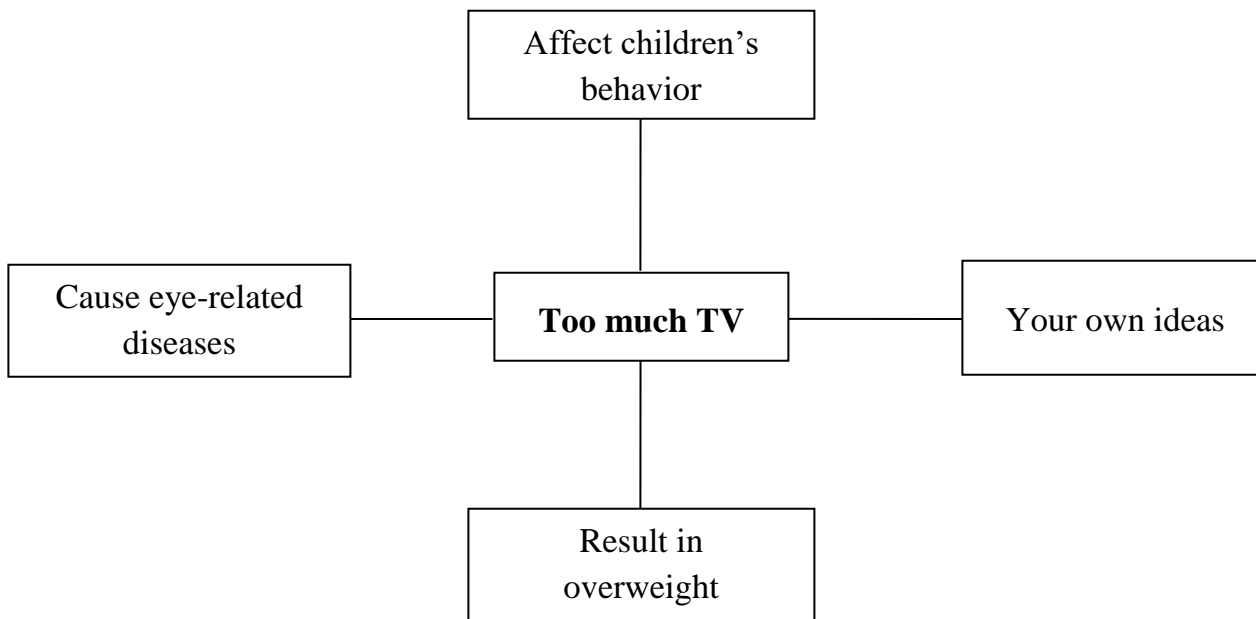 Affect children’s
behavior
Cause eye-related
diseases
Too much TV
Your own ideas
Result in
overweight